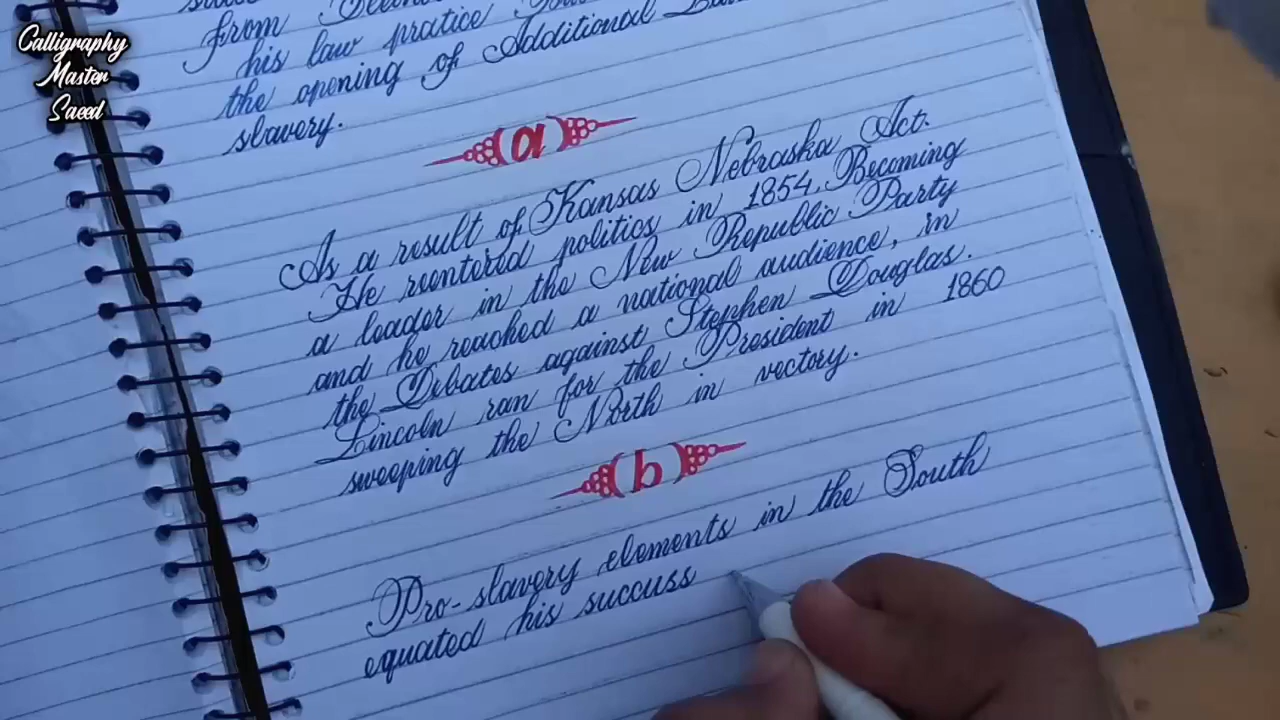 Calligraphy
Master
Saeed
from
his law practice
the opening of Additional
slavery.
(a)
As a result of Kansas Nebraska Act.
He reentered politics in 1854. Becoming
a leader in the New Republic Party
and he reached a national audience, in
the Debates against Stephen Douglas.
Lincoln ran for the President in 1860
sweeping the North in vectory.
(b)
Pro-slavery elements in the South
equated his succuss